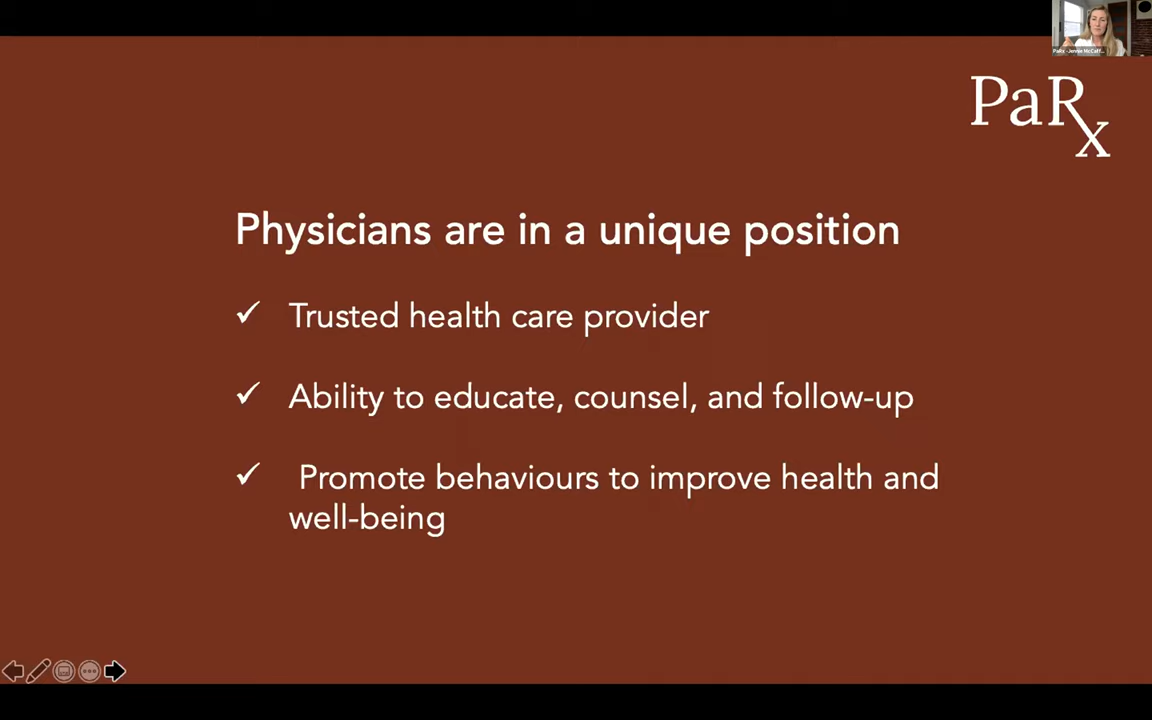 PaRx
Physicians are in a unique position
✓ Trusted health care provider
✓ Ability to educate, counsel, and follow-up
✓ Promote behaviours to improve health and
well-being